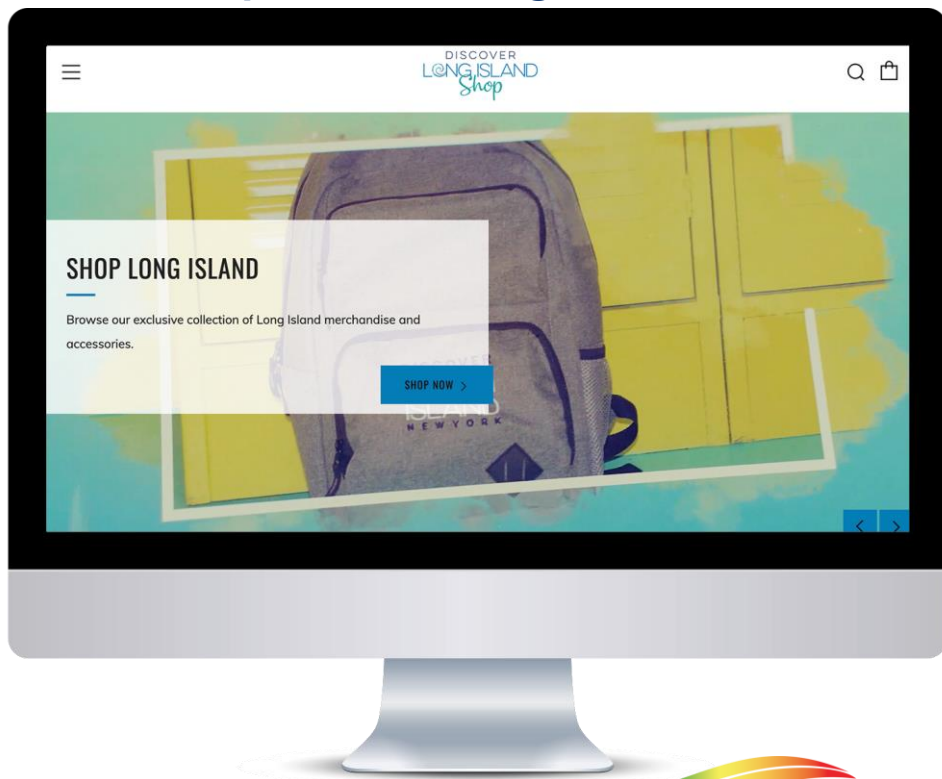 DISCOVER
LONG ISLAND
Shop
SHOP LONG ISLAND
Browse our exclusive collection of Long Island merchandise and
accessories.
SHOP NOW >
ISLAND
NEW YORK